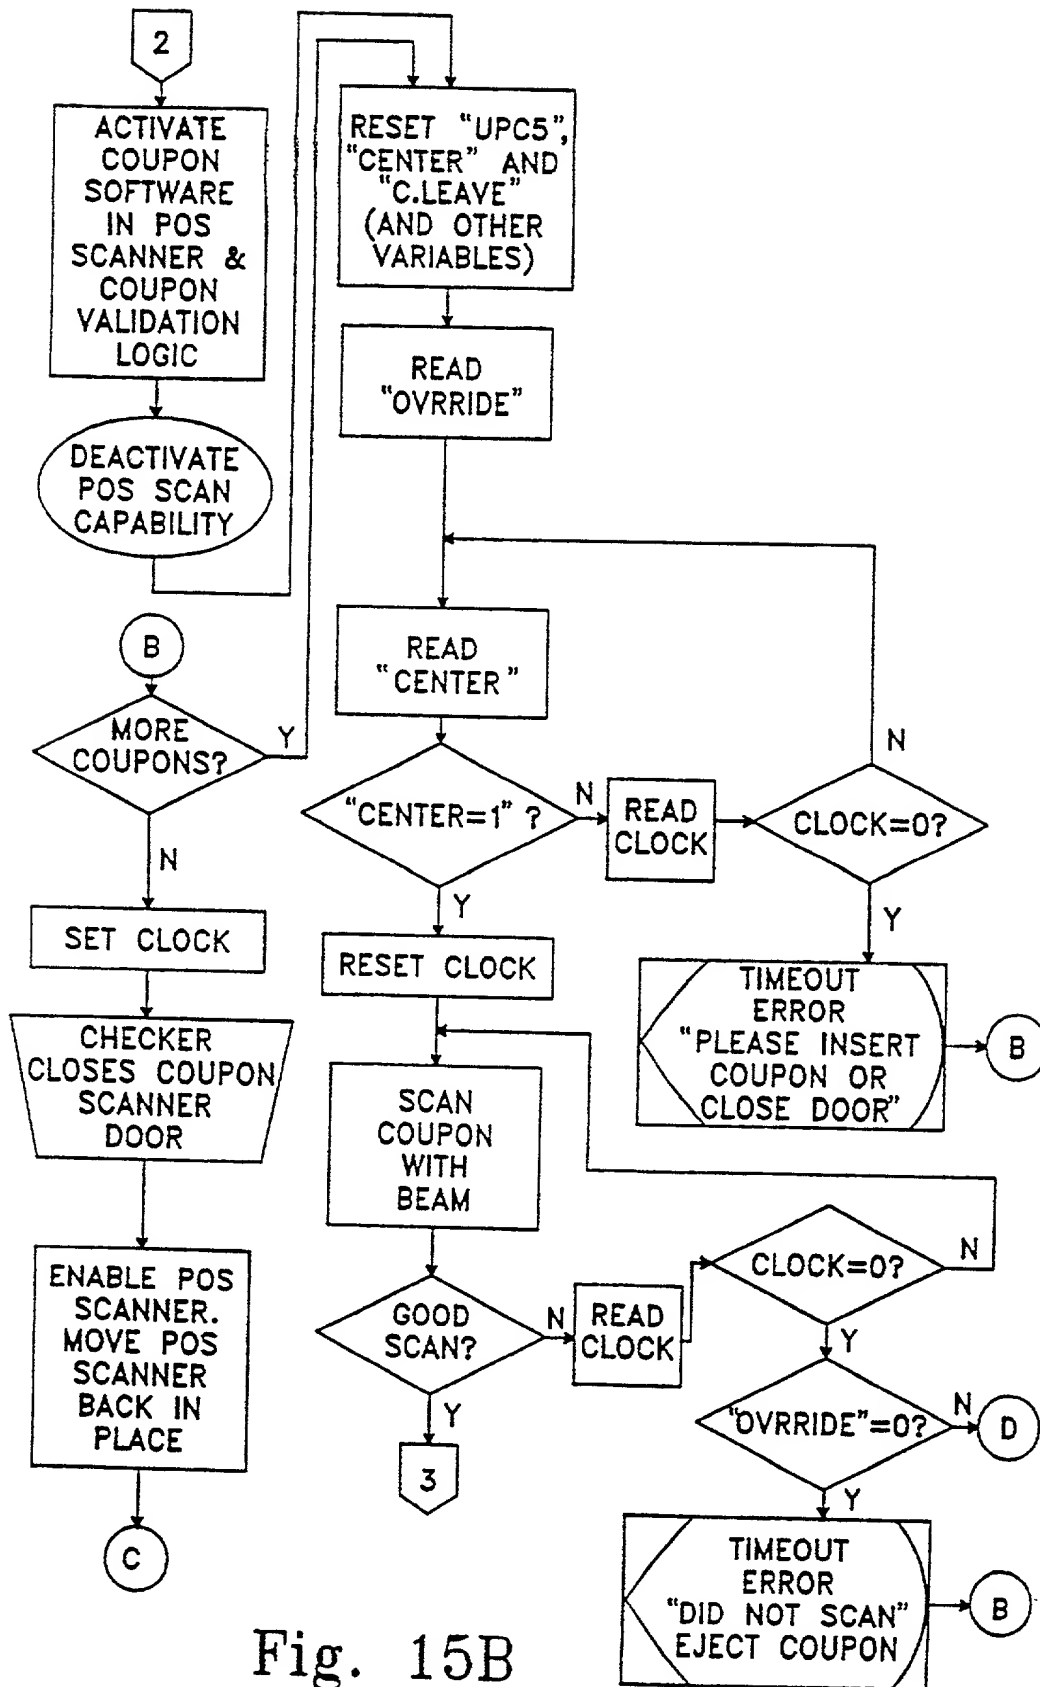 2
ACTIVATE
COUPON
SOFTWARE
IN POS
SCANNER &
COUPON
VALIDATION
LOGIC
DEACTIVATE
POS SCAN
CAPABILITY
B
MORE
COUPONS?
Y
N
SET CLOCK
CHECKER
CLOSES COUPON
SCANNER
DOOR
ENABLE POS
SCANNER.
MOVE POS
SCANNER
BACK IN
PLACE
C
RESET "UPC5",
"CENTER" AND
"C.LEAVE"
(AND OTHER
VARIABLES)
READ
"OVRRIDE"
READ
"CENTER"
"CENTER=1" ?
N
READ
CLOCK
CLOCK=0?
N
Y
TIMEOUT
ERROR
"PLEASE INSERT
COUPON OR
CLOSE DOOR"
B
Y
RESET CLOCK
SCAN
COUPON
WITH
BEAM
GOOD
SCAN?
N
READ
CLOCK
CLOCK=0?
N
Y
"OVRRIDE"=0?
N
D
Y
TIMEOUT
ERROR
"DID NOT SCAN"
EJECT COUPON
B
Y
3
Fig. 15B